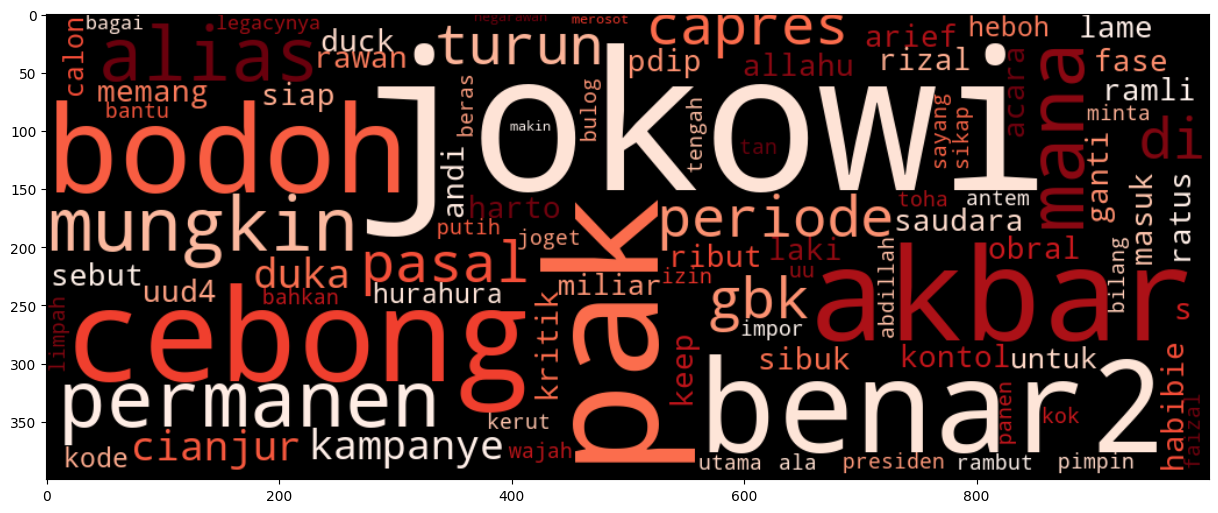 0
50
100
150
200
250
300
350
0
200
400
600
800
bagai
legacynya
negarawan
merosot
capres
arief
heboh
lame
calon
alias
duck
rawan
turun
pdip
allahu
rizal
fase
memang
bantu
siap
beras
jokowi
bulog
makin
tengah
tan
sayang
sikap
acara
mana
ramli
minta
di
bodoh
andi
harto
putih
joget
periode
toha
antem
saudara
ganti
masuk
ratus
mungkin
sebut
uud4
duka
bahkan
pasal
hurahura
pak
miliar
ribut
izin
laki
uu
obral
abdillah
bilang
akbar
s
gbk
impor
limpah
cebong
kritik
keep
sibuk
kontol
untuk
permanen
benar2
panen
kok
habibie
faizal
kode
cianjur
kampanye
kerut
wajah
utama
ala
presiden
rambut
pimpin